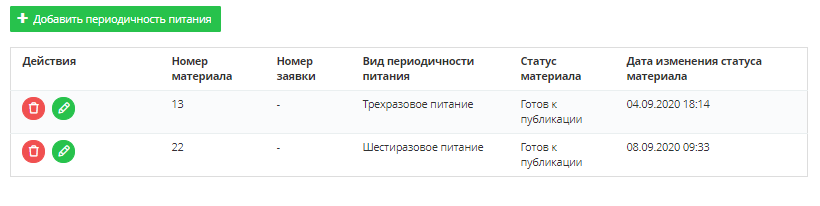 Добавить периодичность питания
Действия Номер материала Номер заявки Вид периодичности питания Статус материала Дата изменения статуса материала
13 - Трехразовое питание Готов к публикации 04.09.2020 18:14
22 - Шестиразовое питание Готов к публикации 08.09.2020 09:33